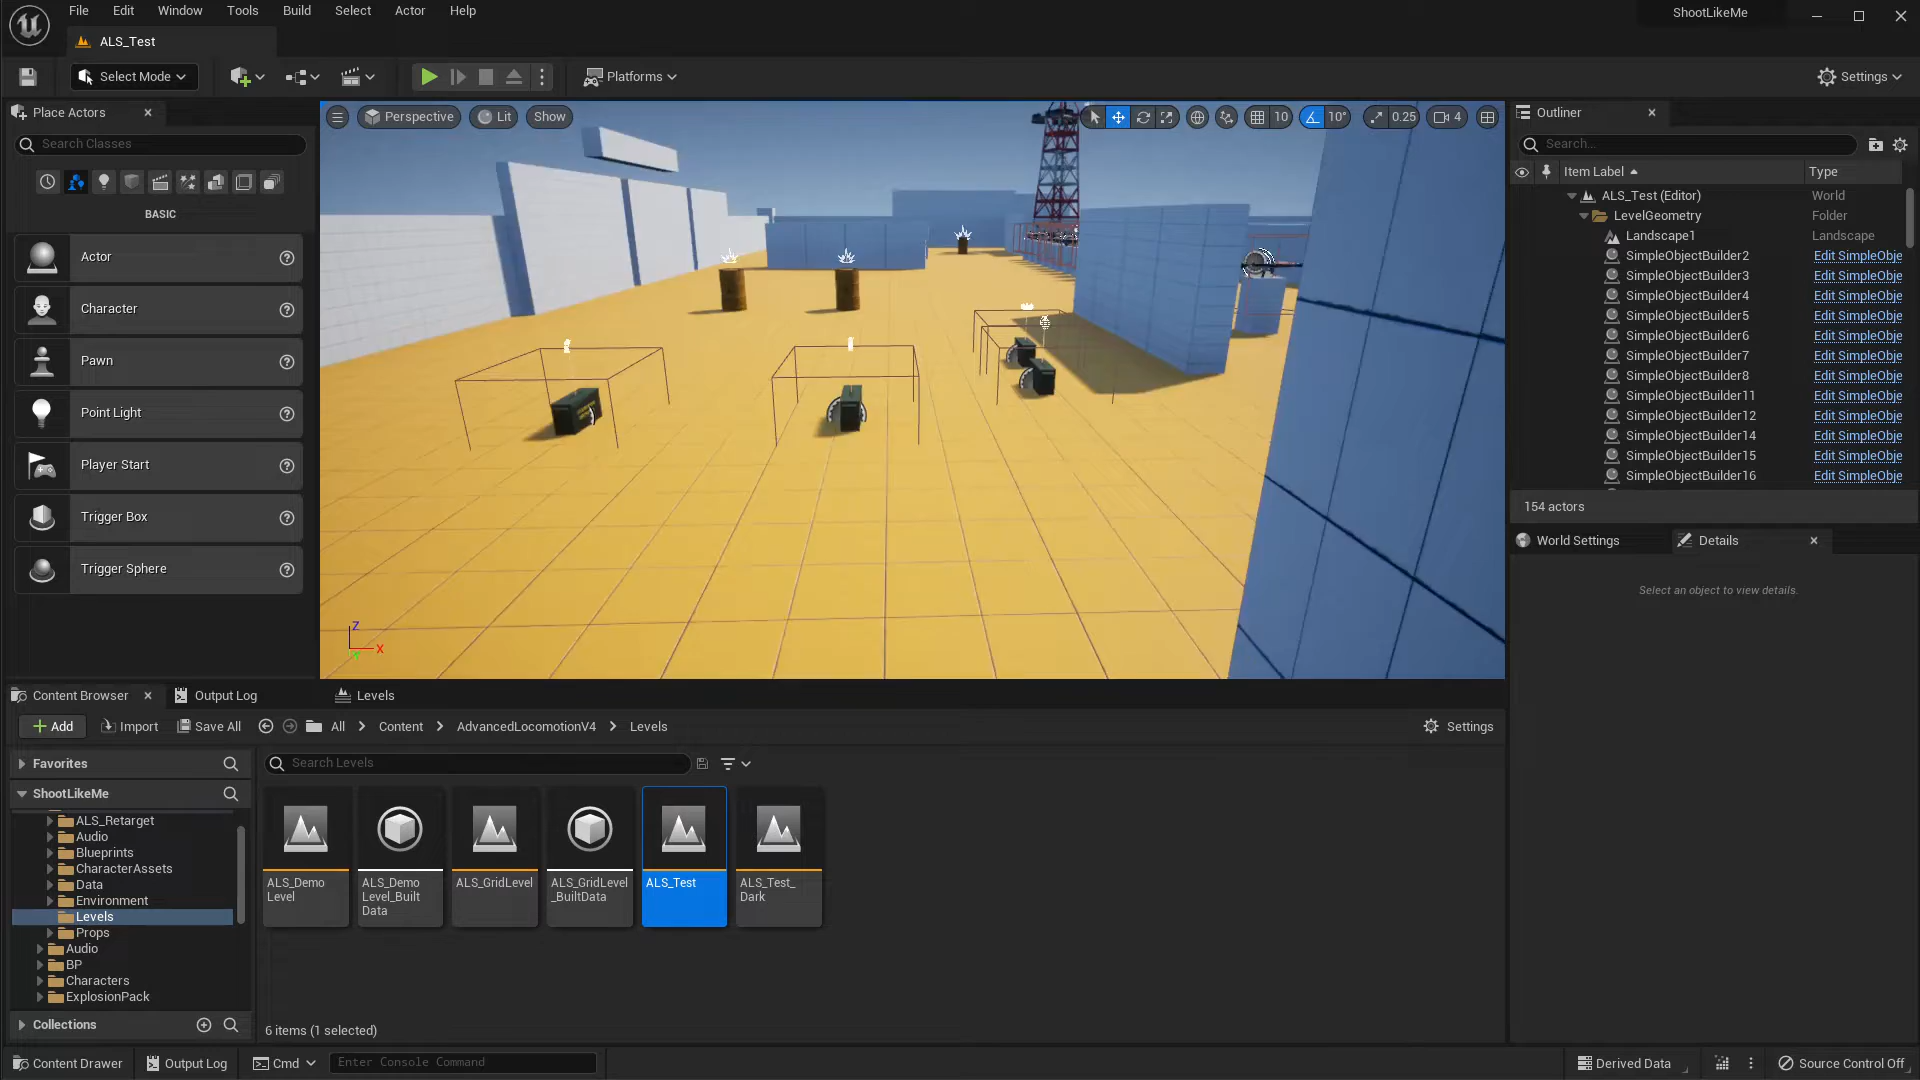 File Edit Window Tools Build Select Actor Help
ShootLikeMe
ALS_Test
Select Mode
Platforms
Settings
Place Actors
Search Classes
BASIC
Actor
Character
Pawn
Point Light
Player Start
Trigger Box
Trigger Sphere
Perspective Lit Show
10 10° 0.25 4
Z
X
Outliner
Search...
Item Label Type
ALS_Test (Editor) World
LevelGeometry Folder
Landscape1 Landscape
SimpleObjectBuilder2 Edit SimpleObje
SimpleObjectBuilder3 Edit SimpleObje
SimpleObjectBuilder4 Edit SimpleObje
SimpleObjectBuilder5 Edit SimpleObje
SimpleObjectBuilder6 Edit SimpleObje
SimpleObjectBuilder7 Edit SimpleObje
SimpleObjectBuilder8 Edit SimpleObje
SimpleObjectBuilder11 Edit SimpleObje
SimpleObjectBuilder12 Edit SimpleObje
SimpleObjectBuilder14 Edit SimpleObje
SimpleObjectBuilder15 Edit SimpleObje
SimpleObjectBuilder16 Edit SimpleObje
154 actors
World Settings Details
Select an object to view details.
Content Browser Output Log Levels
Add Import Save All All Content AdvancedLocomotionV4 Levels Settings
Favorites
ShootLikeMe
ALS_Retarget
Audio
Blueprints
CharacterAssets
Data
Environment
Levels
Props
Audio
BP
Characters
ExplosionPack
Collections
Search Levels
ALS_Demo
Level
ALS_Demo
Level_Built
Data
ALS_GridLevel
ALS_GridLevel
_BuiltData
ALS_Test
ALS_Test_
Dark
6 items (1 selected)
Content Drawer Output Log Cmd Enter Console Command
Derived Data Source Control Off